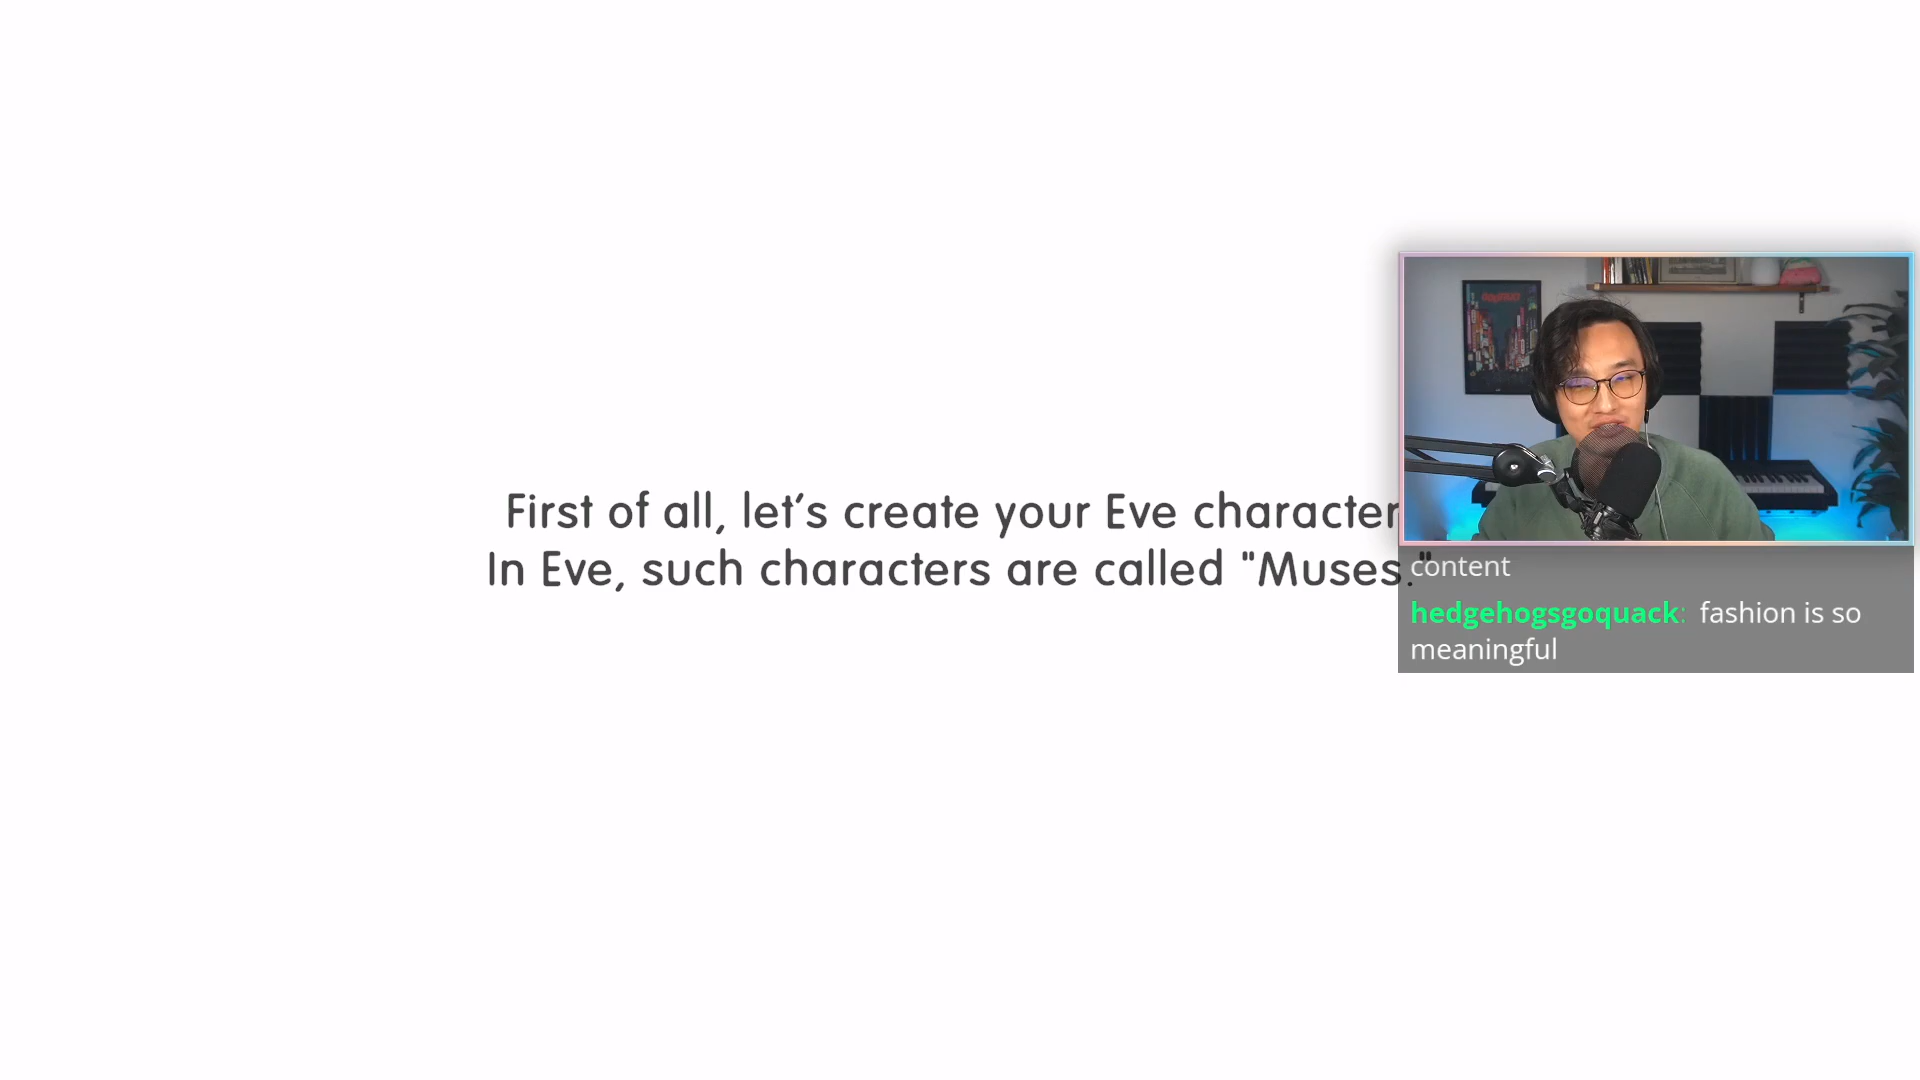 First of all, let's create your Eve character
In Eve, such characters are called "Muses."
content
hedgehogsgoquack: fashion is so
meaningful